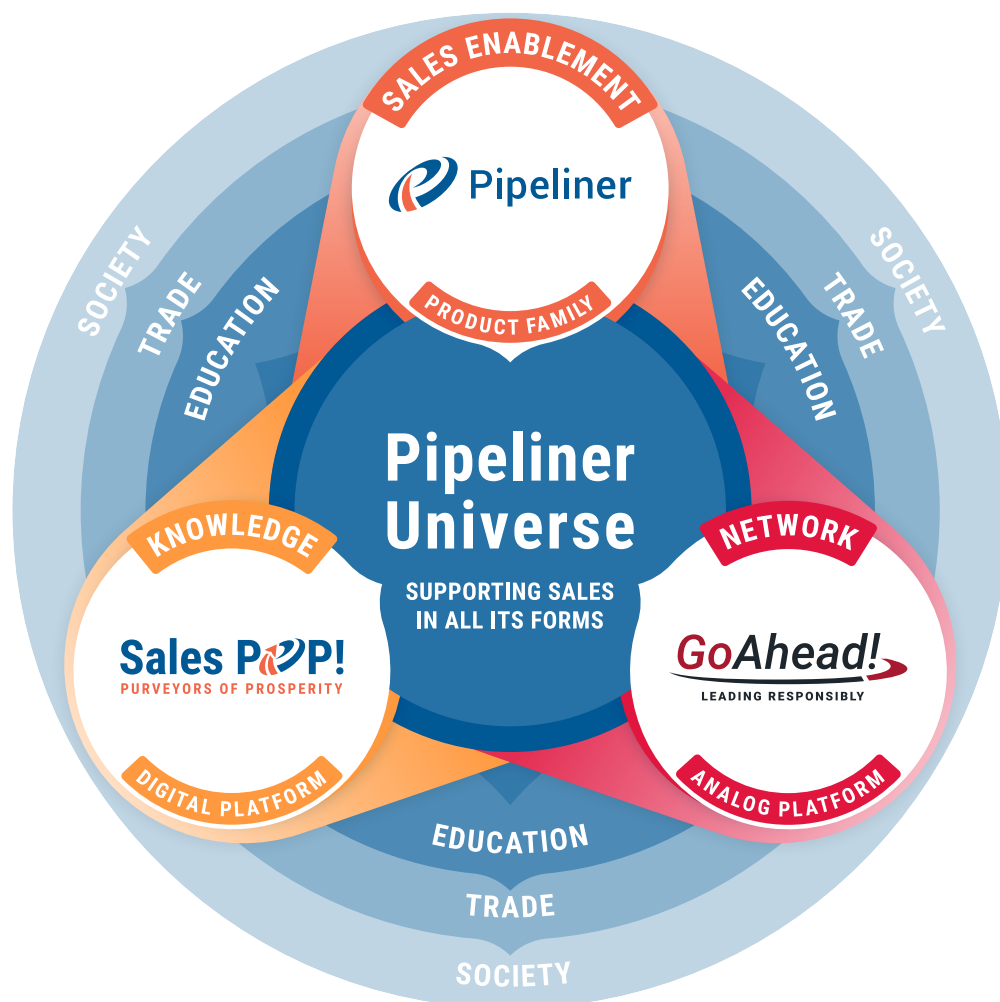 SALES ENABLEMENT
Pipeliner
PRODUCT FAMILY
SOCIETY
TRADE
EDUCATION
EDUCATION
TRADE
SOCIETY
Pipeliner
Universe
SUPPORTING SALES
IN ALL ITS FORMS
KNOWLEDGE
Sales POP!
PURVEYORS OF PROSPERITY
DIGITAL PLATFORM
NETWORK
GoAhead!
LEADING RESPONSIBLY
ANALOG PLATFORM
EDUCATION
TRADE
SOCIETY